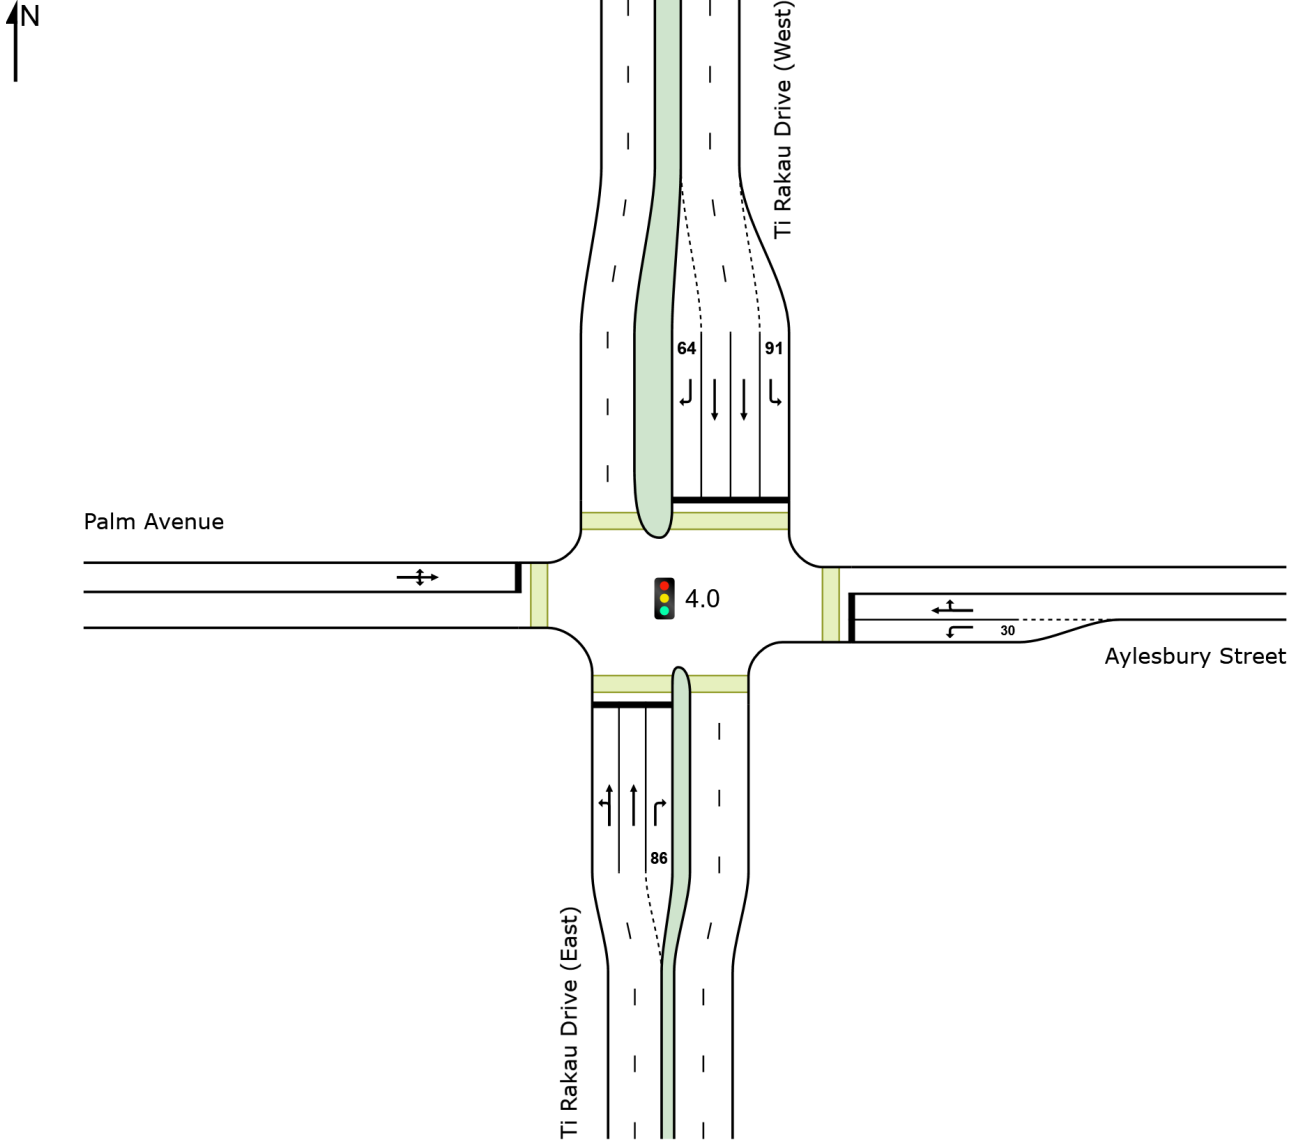 N
Ti Rakau Drive (West)
64
91
Palm Avenue
4.0
30
Aylesbury Street
86
Ti Rakau Drive (East)